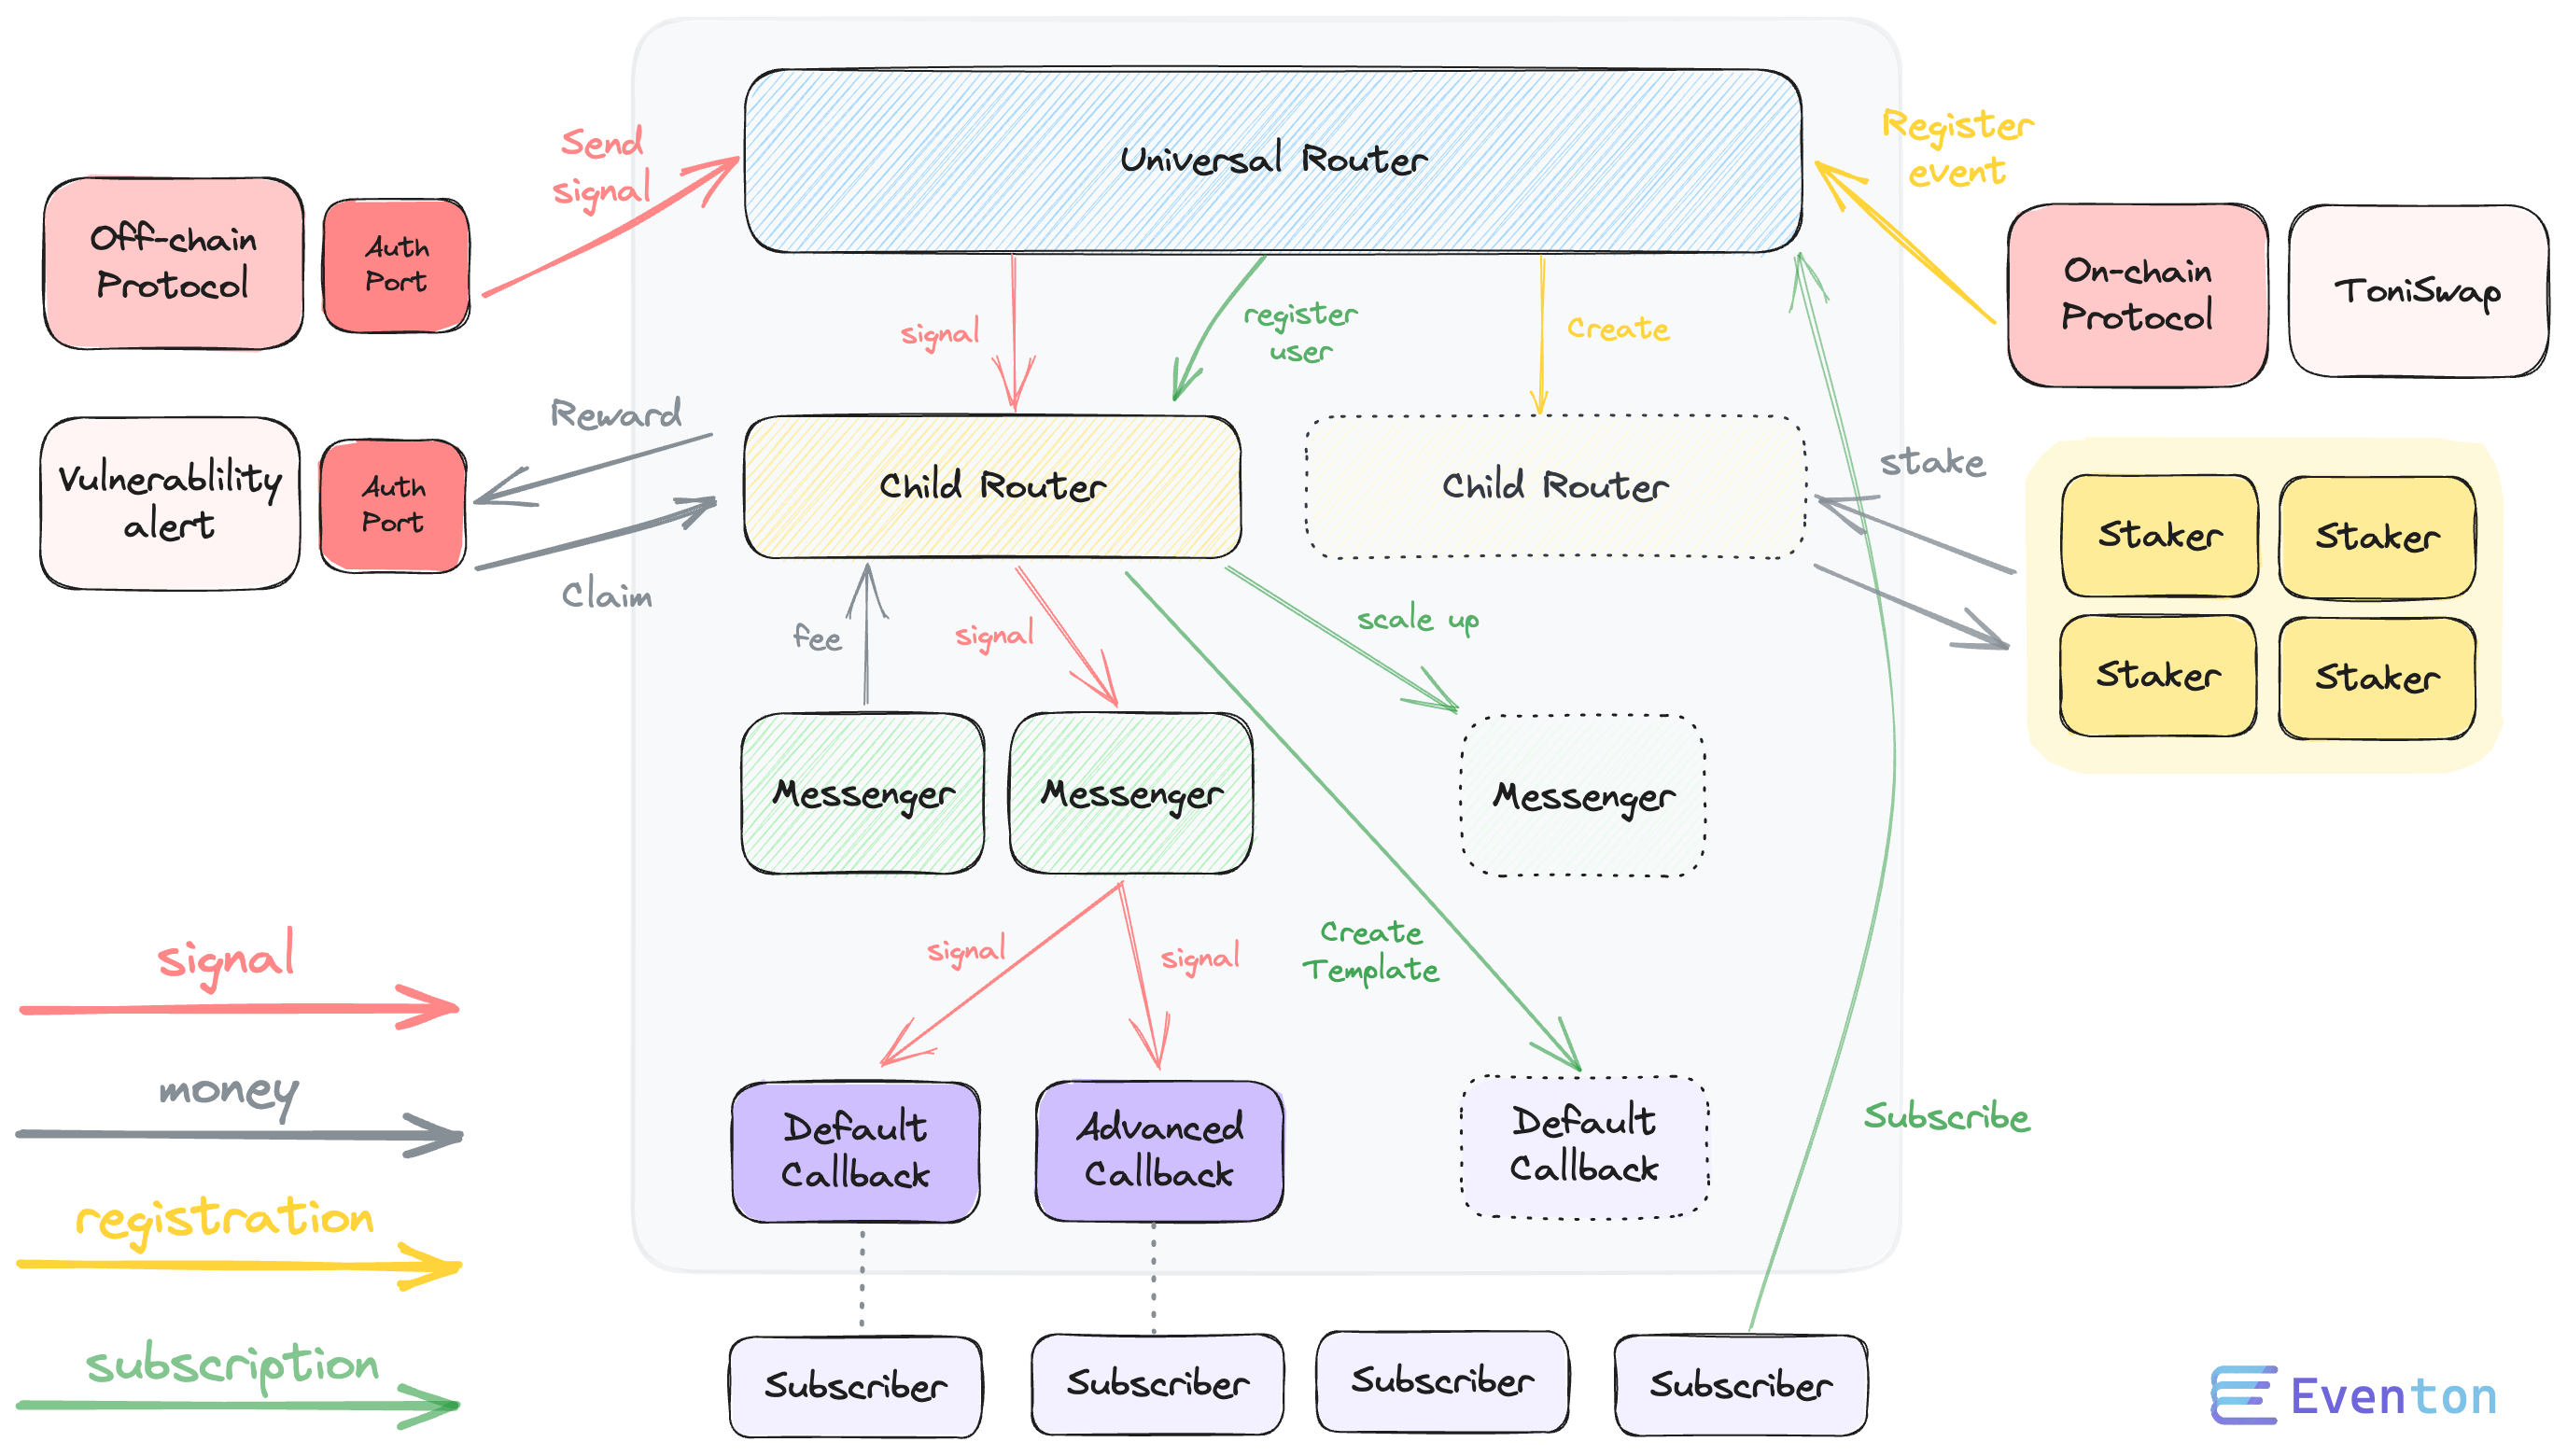 Universal Router
Send
signal
Register
event
Off-chain
Protocol
Auth
Port
On-chain
Protocol
ToniSwap
signal
register
user
Create
Reward
Vulnerablility
alert
Auth
Port
Claim
Child Router
Child Router
stake
Staker
Staker
Staker
Staker
fee
signal
scale up
Messenger
Messenger
Messenger
signal
signal
Create
Template
signal
money
registration
subscription
Default
Callback
Advanced
Callback
Default
Callback
Subscribe
Subscriber
Subscriber
Subscriber
Subscriber
Eventon